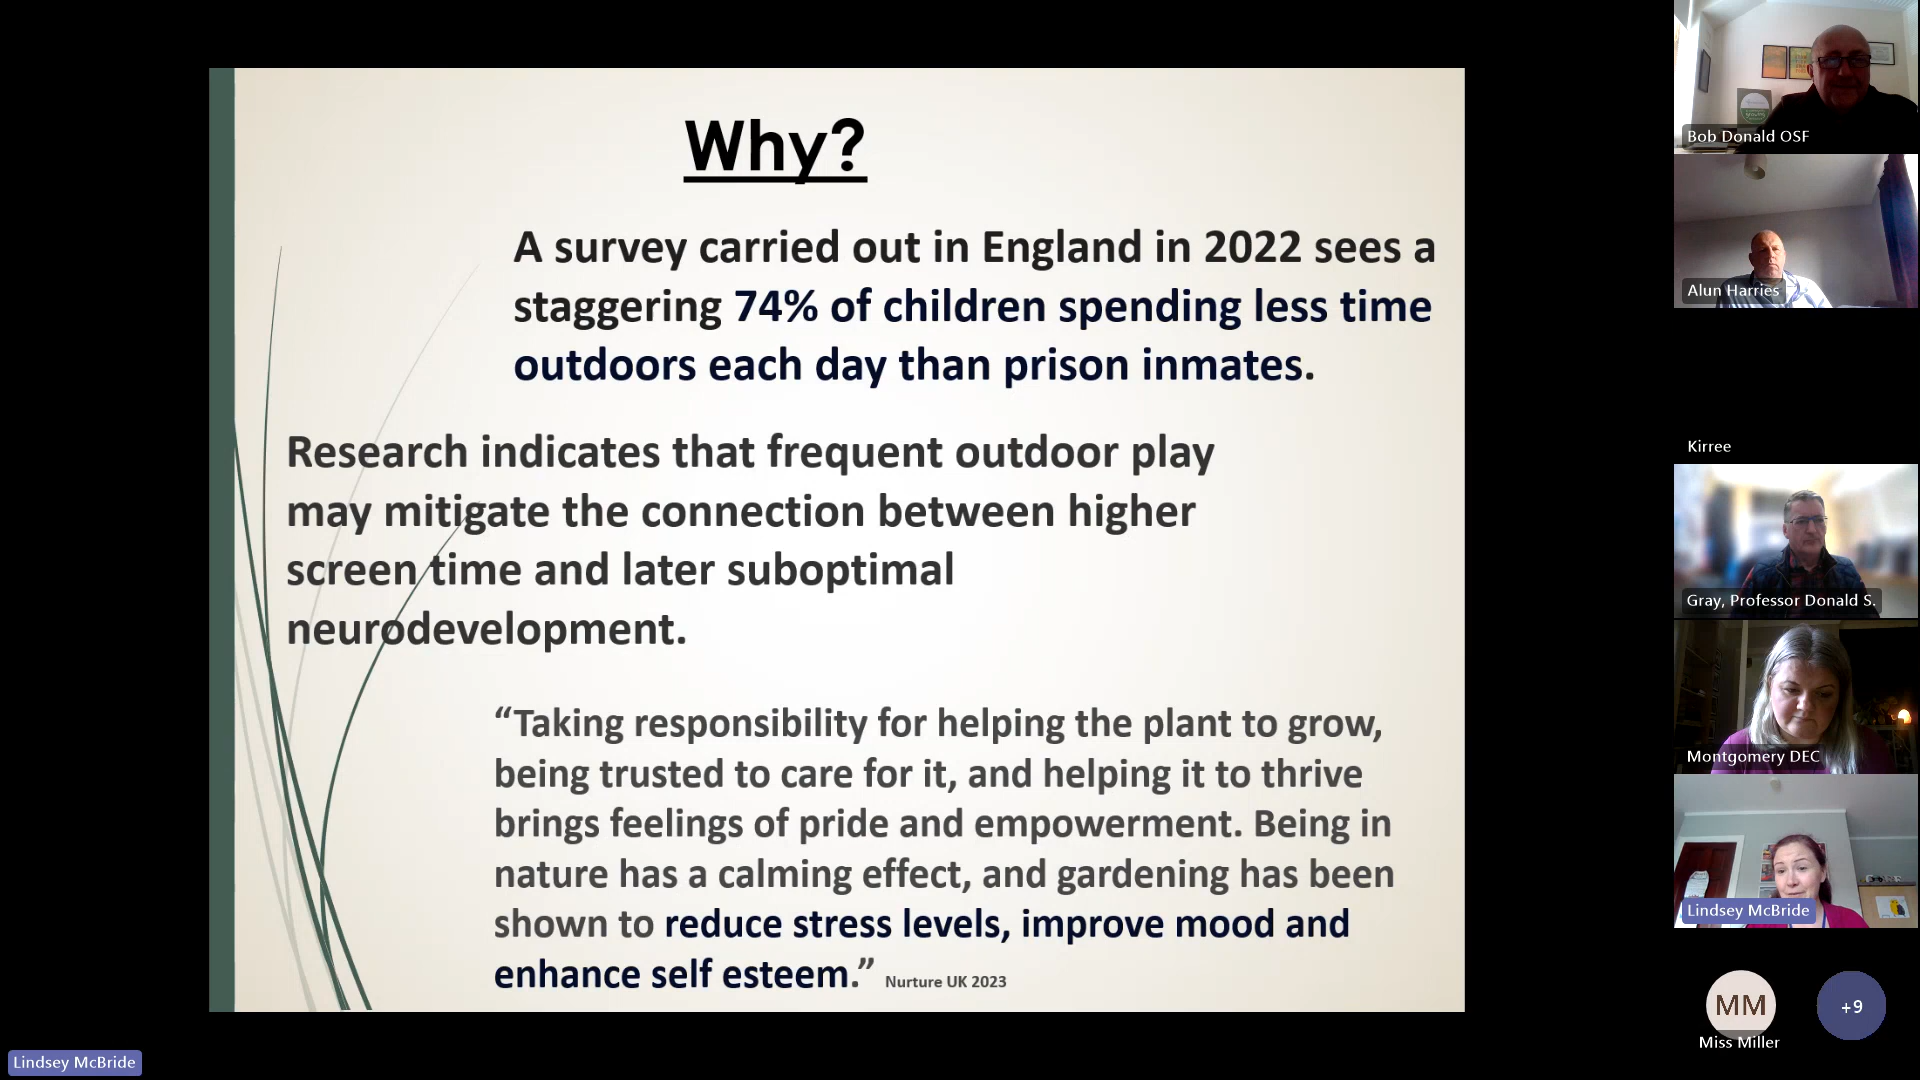 Why?
A survey carried out in England in 2022 sees a
staggering 74% of children spending less time
outdoors each day than prison inmates.
Research indicates that frequent outdoor play
may mitigate the connection between higher
screen time and later suboptimal
neurodevelopment.
“Taking responsibility for helping the plant to grow,
being trusted to care for it, and helping it to thrive
brings feelings of pride and empowerment. Being in
nature has a calming effect, and gardening has been
shown to reduce stress levels, improve mood and
enhance self esteem.” Nurture UK 2023
Bob Donald OSF
Alun Harries
Kirree
Gray, Professor Donald S.
Montgomery DEC
Lindsey McBride
MM
+9
Miss Miller
Lindsey McBride